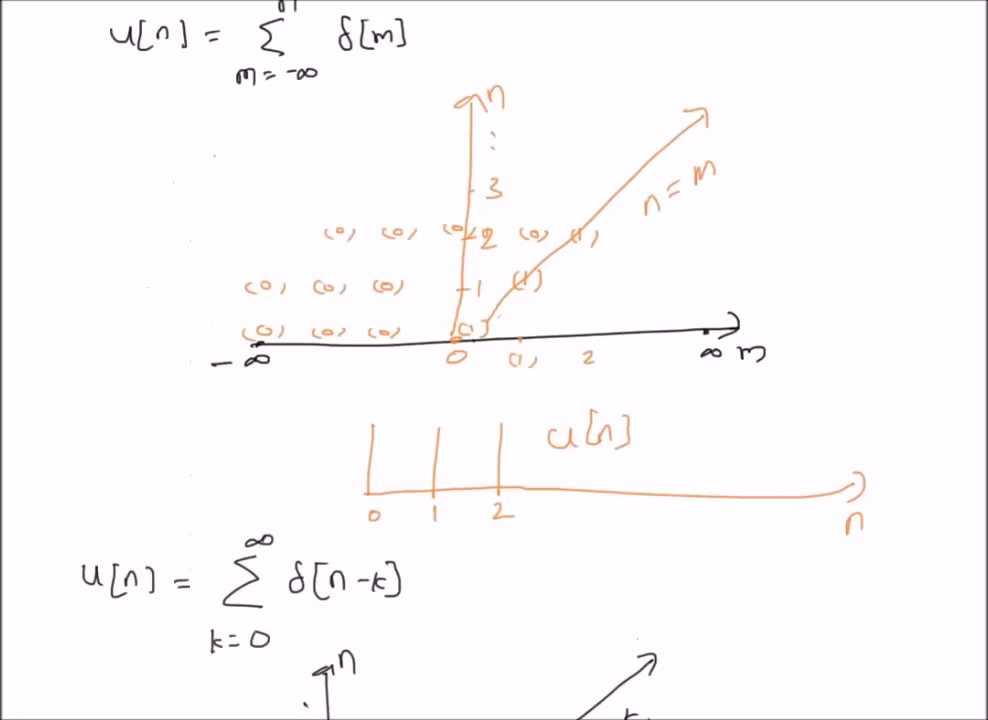 u[n] = Σ δ[m]
m = -∞
n
⋮
3
n = m
(0) (0) (0) 2 (0) (1)
(0) (0) (0) 1 (1)
(0) (0) (0) (1)
-∞ 0 (1) 2 ∞ m
u[n]
0 1 2 n
∞
u[n] = Σ δ[n-k]
k = 0
n